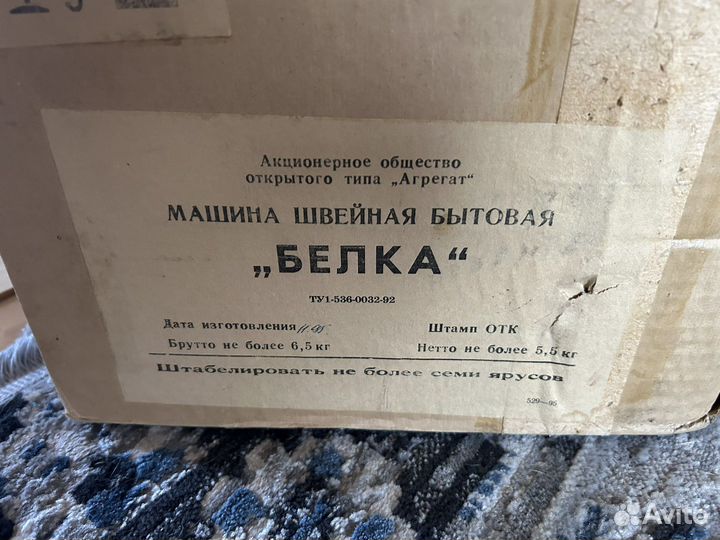 Акционерное общество
открытого типа „Агрегат“
МАШИНА ШВЕЙНАЯ БЫТОВАЯ
„БЕЛКА“
ТУ1-536-0032-92
Дата изготовления Штамп ОТК
Брутто не более 6,5 кг Нетто не более 5,5 кг
Штабелировать не более семи ярусов
529—95
Avito